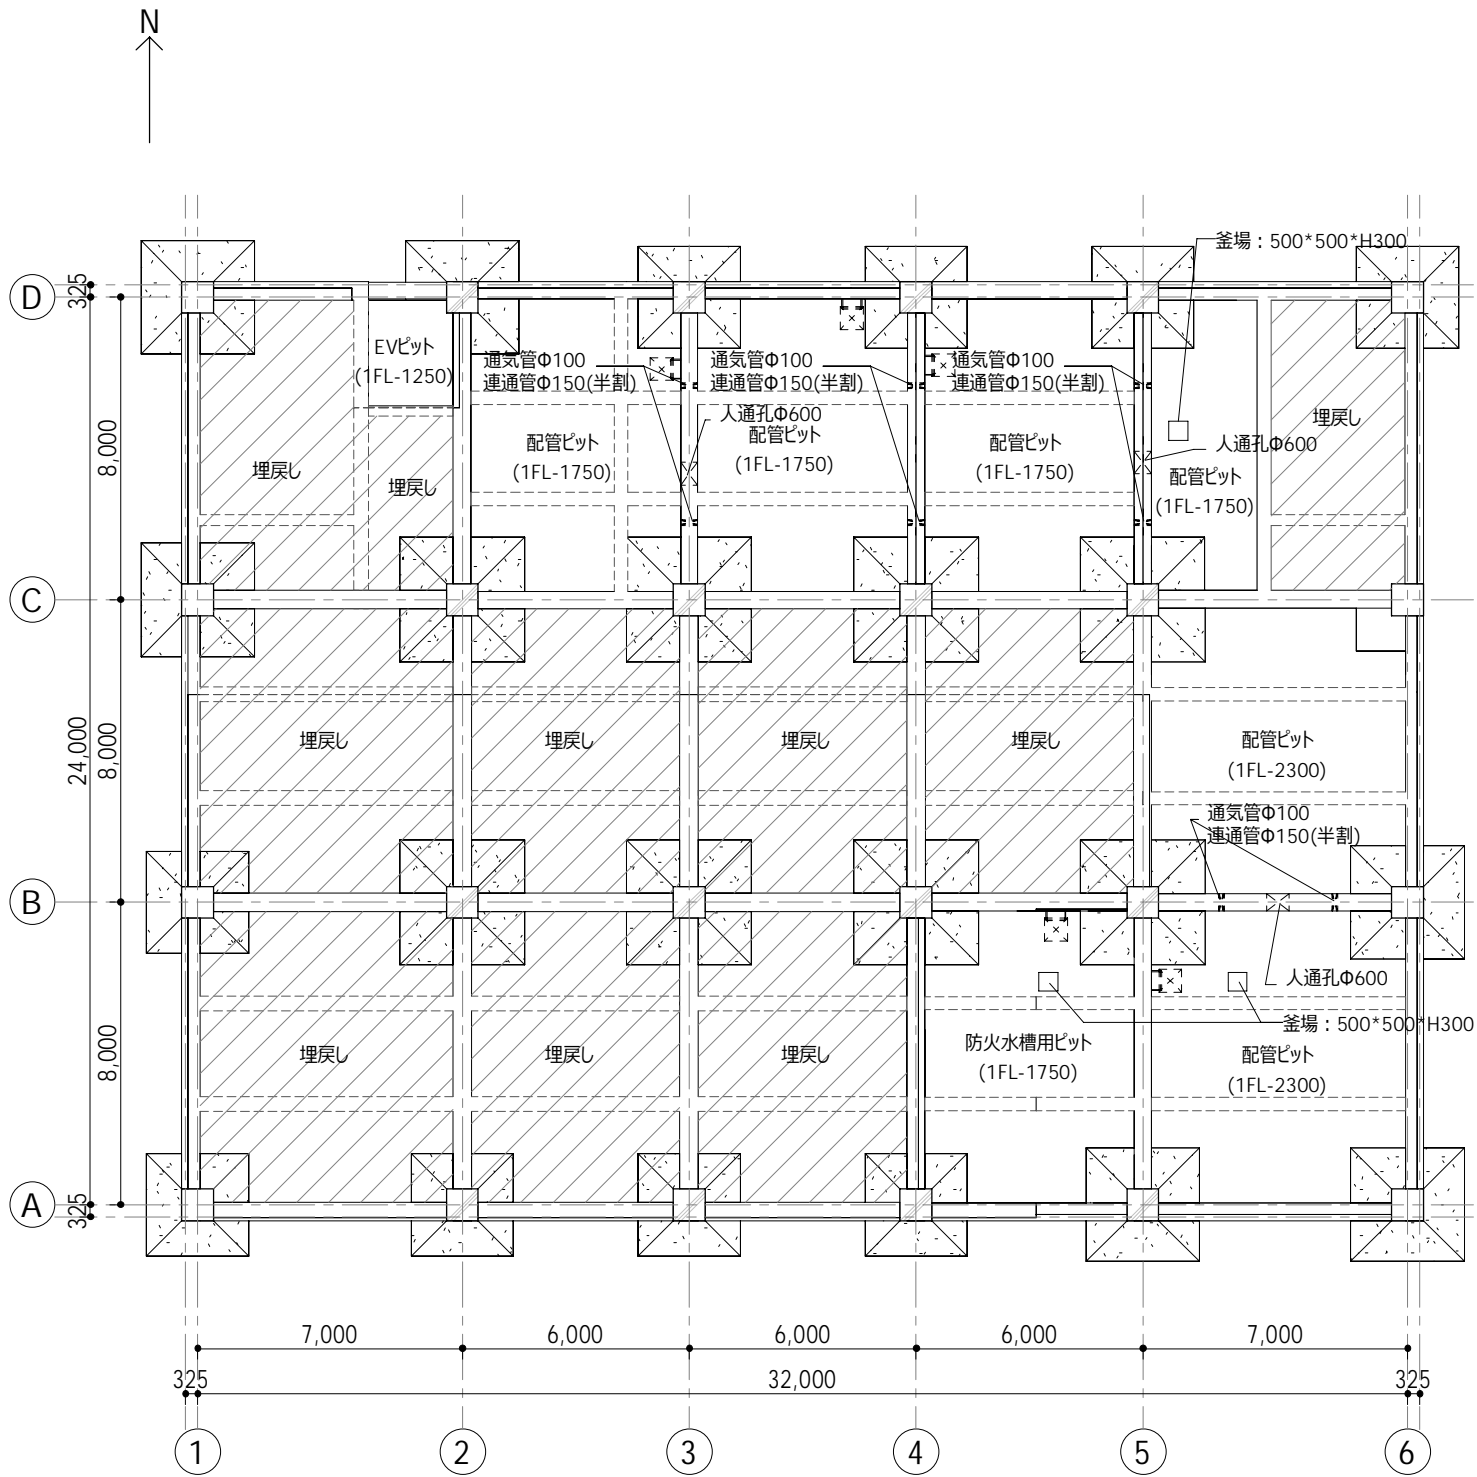 N
釜場：500*500*H300
D
325
EVピット
(1FL-1250)
通気管Φ100
連通管Φ150(半割)
通気管Φ100
連通管Φ150(半割)
通気管Φ100
連通管Φ150(半割)
人通孔Φ600
8,000
埋戻し
埋戻し
配管ピット
(1FL-1750)
配管ピット
(1FL-1750)
配管ピット
(1FL-1750)
人通孔Φ600
配管ピット
(1FL-1750)
埋戻し
C
24,000
8,000
埋戻し
埋戻し
埋戻し
埋戻し
配管ピット
(1FL-2300)
通気管Φ100
連通管Φ150(半割)
B
人通孔Φ600
釜場：500*500*H300
8,000
埋戻し
埋戻し
埋戻し
防火水槽用ピット
(1FL-1750)
配管ピット
(1FL-2300)
A
325
7,000
6,000
6,000
6,000
7,000
325
32,000
325
1
2
3
4
5
6